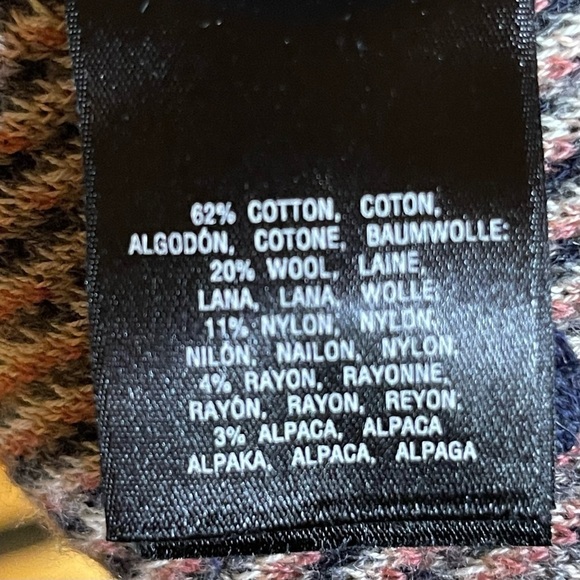 62% COTTON, COTON,
ALGODÓN, COTONE, BAUMWOLLE:
20% WOOL, LAINE,
LANA, LANA, WOLLE
11% NYLON, NYLON,
NILÓN, NAILON, NYLON.
4% RAYON, RAYONNE,
RAYÓN, RAYON, REYON:
3% ALPACA, ALPACA
ALPAKA, ALPACA, ALPAGA